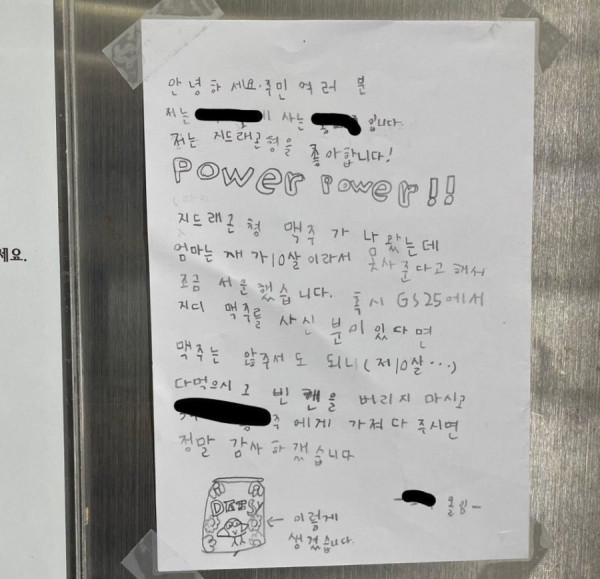 세요.
안녕하세요.주민 여러분
저는 에 사는 입니다.
저는 지드래곤형을 좋아합니다!
POWER POWER!!
지드래곤형 맥주가 나왔는데
엄마는 제가10살이라서 못사준다고 해서
조금 서운했습니다. 혹시 GS25에서
지디 맥주를 사신 분이 있다면
맥주는 않주셔도 되니(제10살...)
다먹으시고 빈캔을 버리지 마시고
에게 가져다 주시면
정말 감사하겠습니다
- 올림-
DAISY
← 이렇게
생겼습니다.